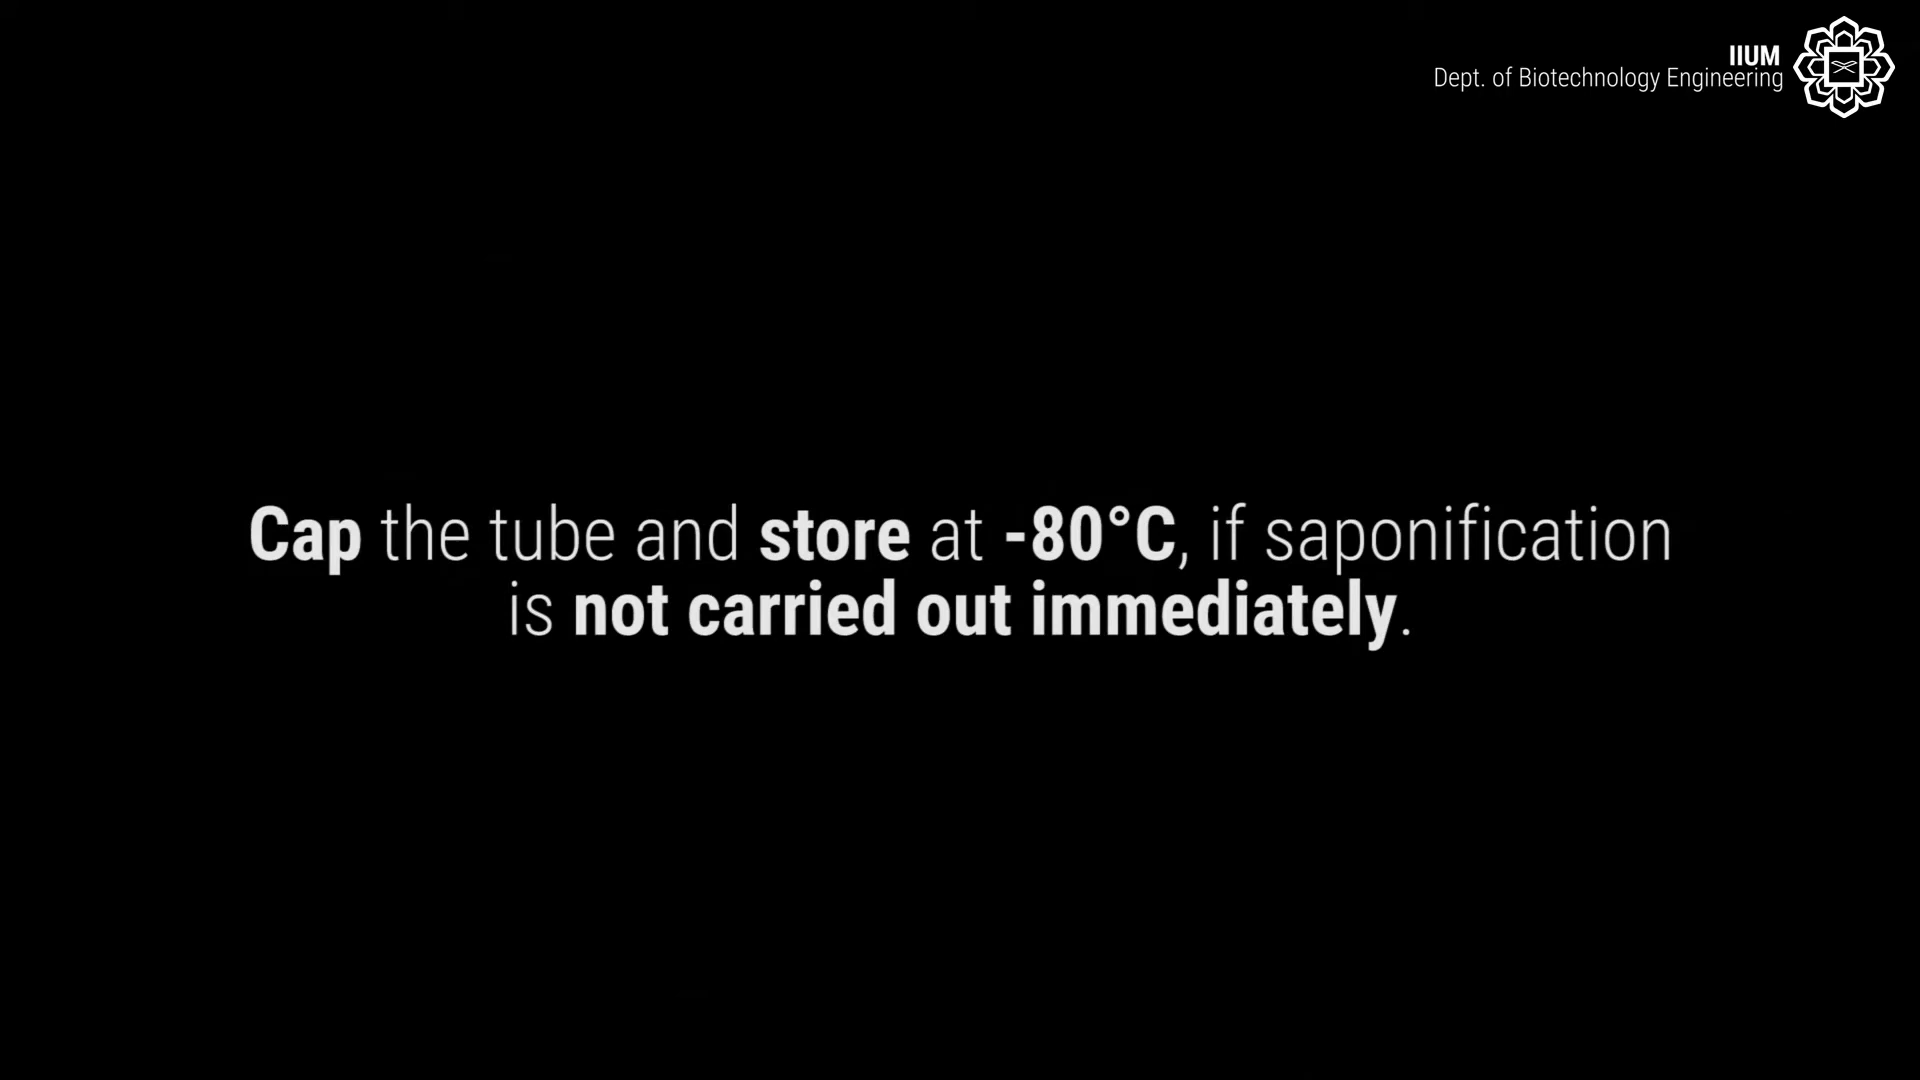 IIUM
Dept. of Biotechnology Engineering
Cap the tube and store at -80°C, if saponification
is not carried out immediately.